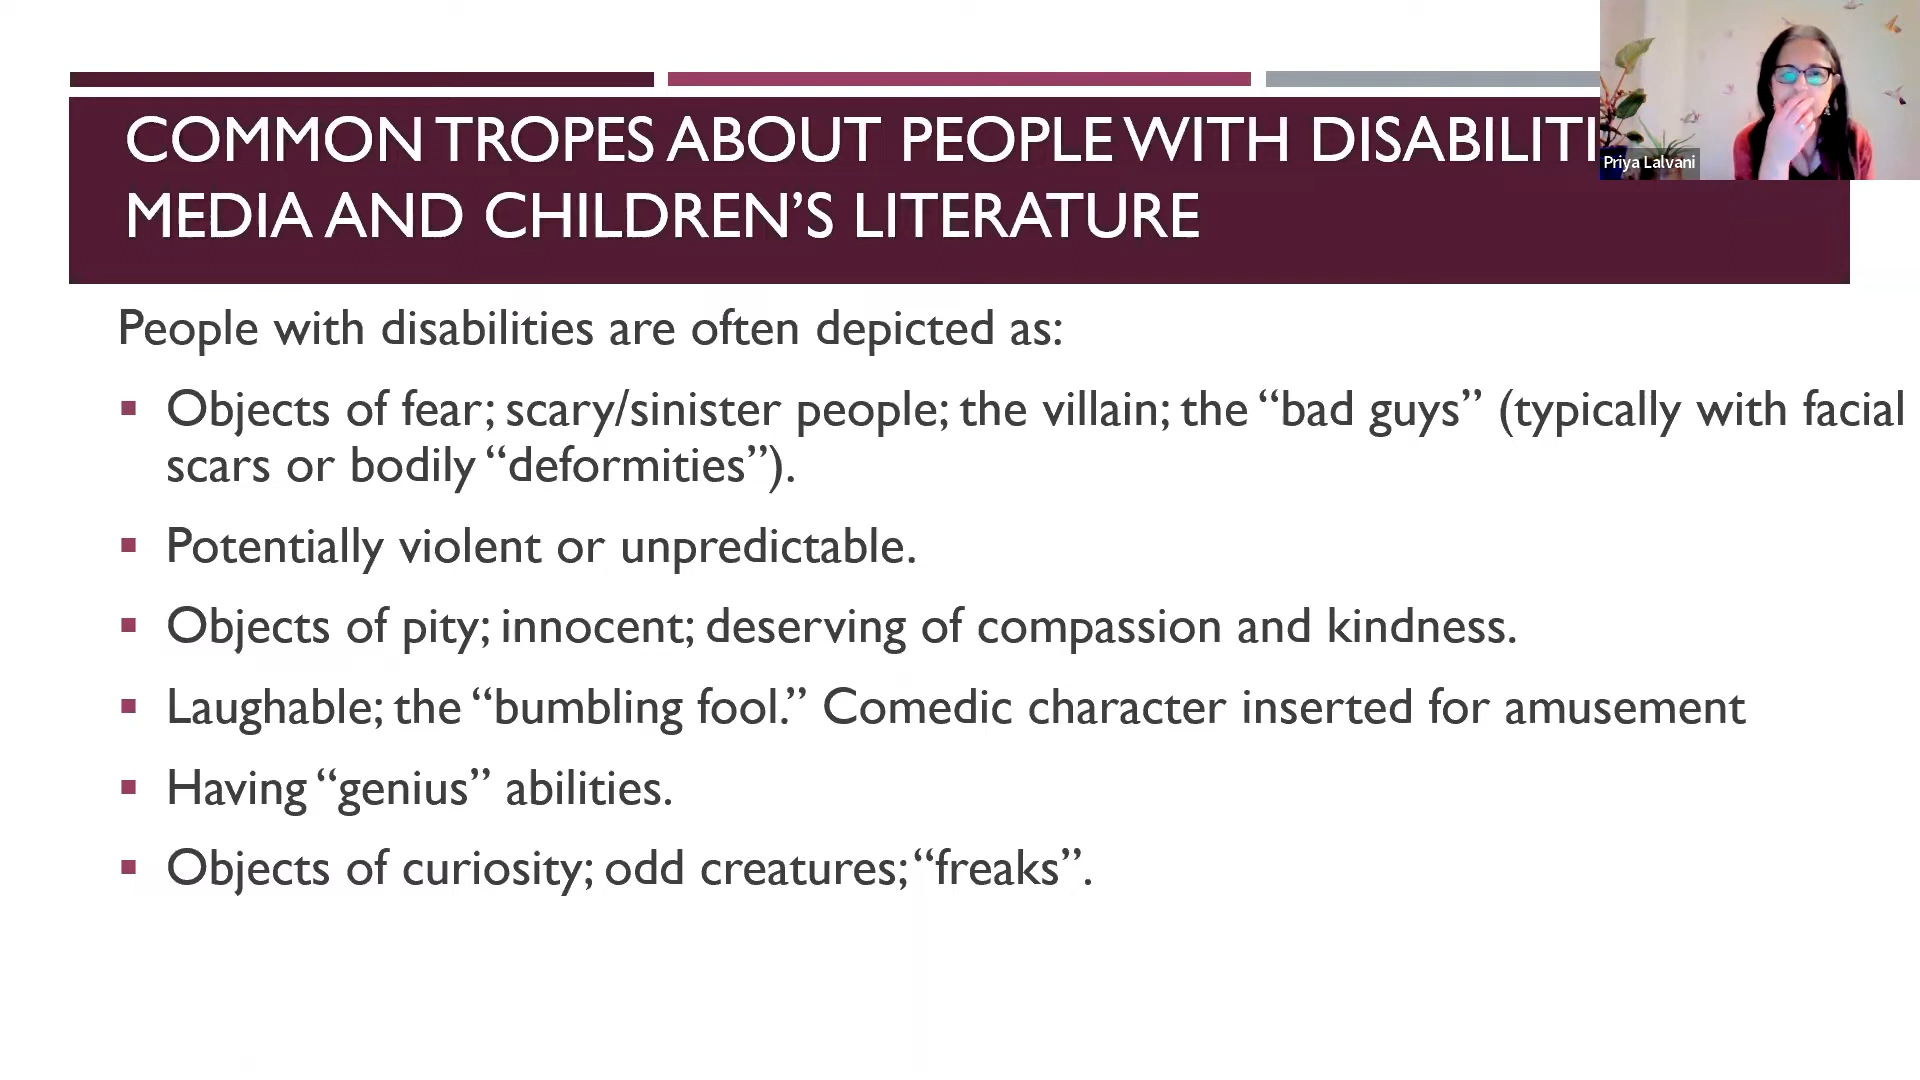 COMMON TROPES ABOUT PEOPLE WITH DISABILITI
MEDIA AND CHILDREN’S LITERATURE
Priya Lalvani
People with disabilities are often depicted as:
▪ Objects of fear; scary/sinister people; the villain; the “bad guys” (typically with facial
scars or bodily “deformities”).
▪ Potentially violent or unpredictable.
▪ Objects of pity; innocent; deserving of compassion and kindness.
▪ Laughable; the “bumbling fool.” Comedic character inserted for amusement
▪ Having “genius” abilities.
▪ Objects of curiosity; odd creatures; “freaks”.